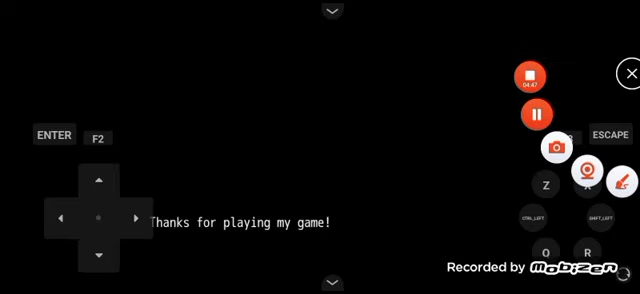 04:47
ENTER
F2
ESCAPE
Z
CTRL_LEFT
SHIFT_LEFT
Thanks for playing my game!
Q
R
Recorded by Mobizen